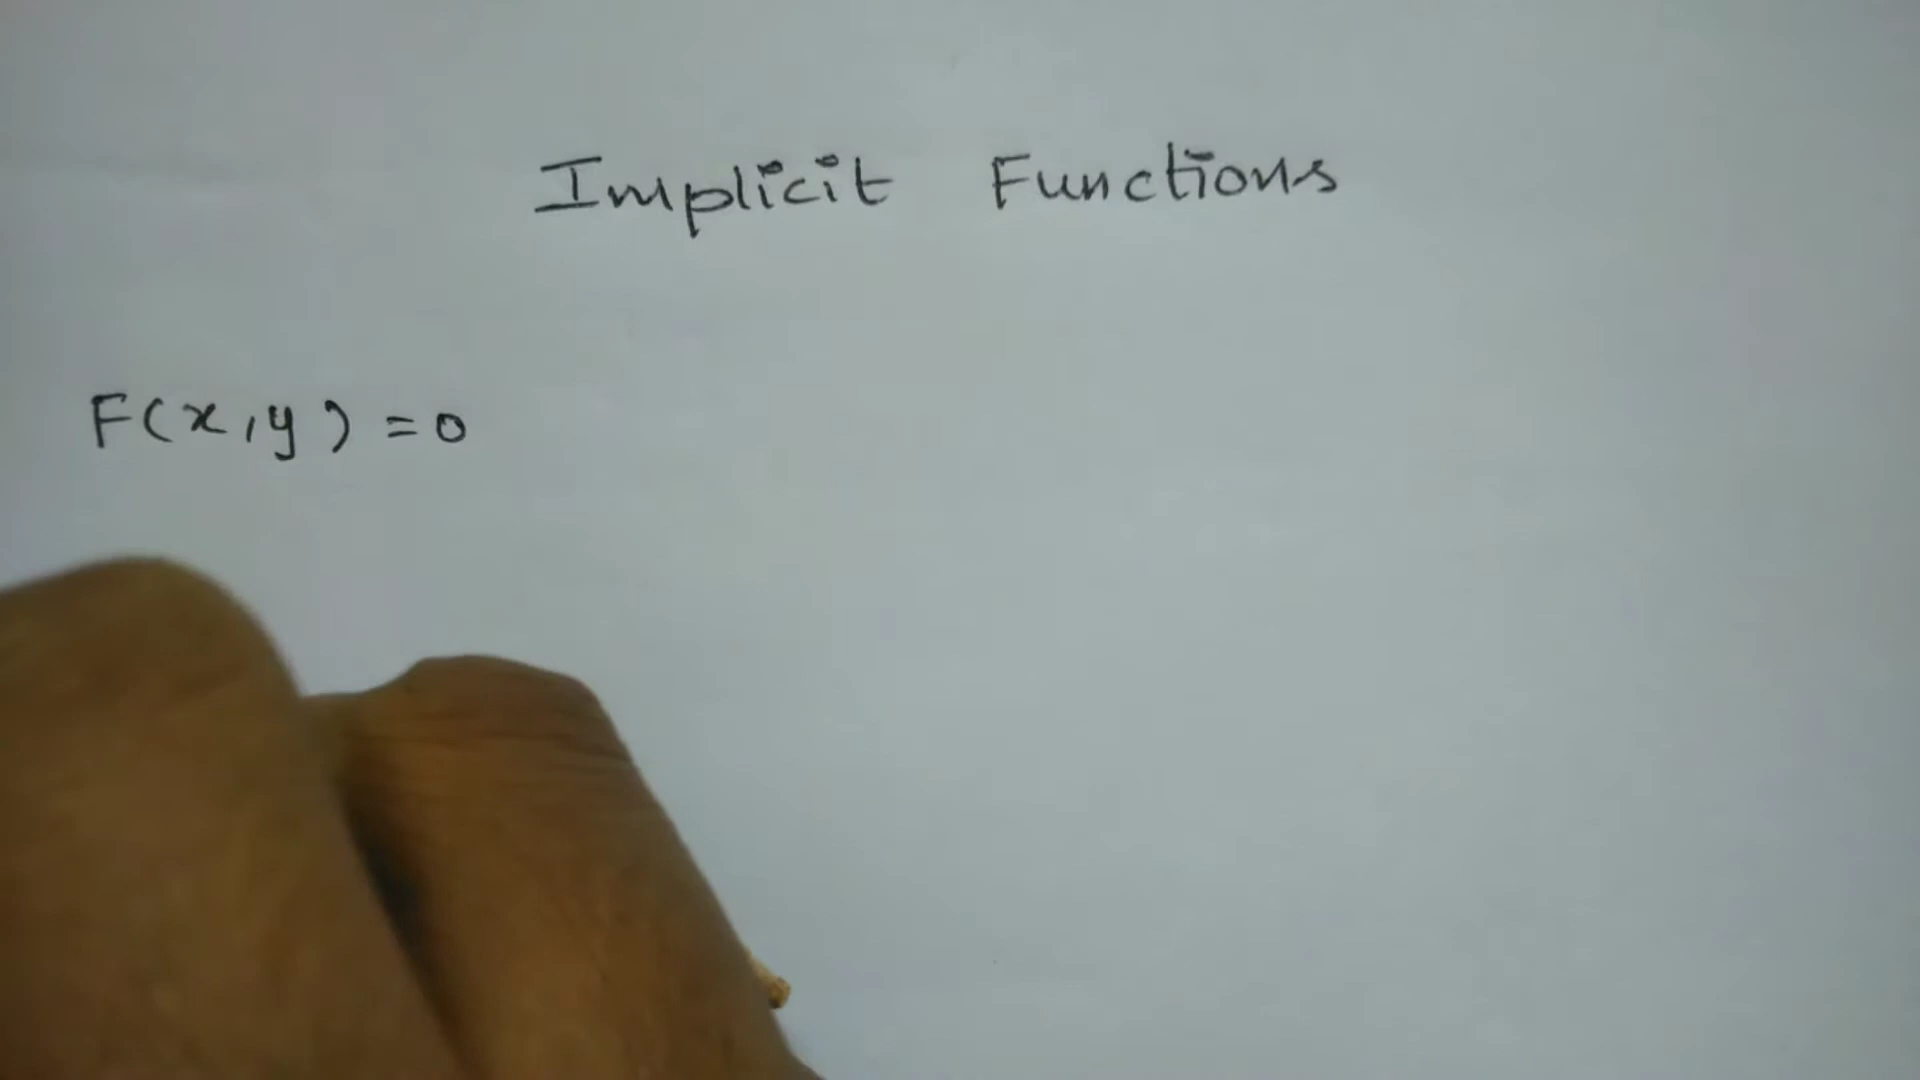 Implicit Functions
F(x,y) = 0